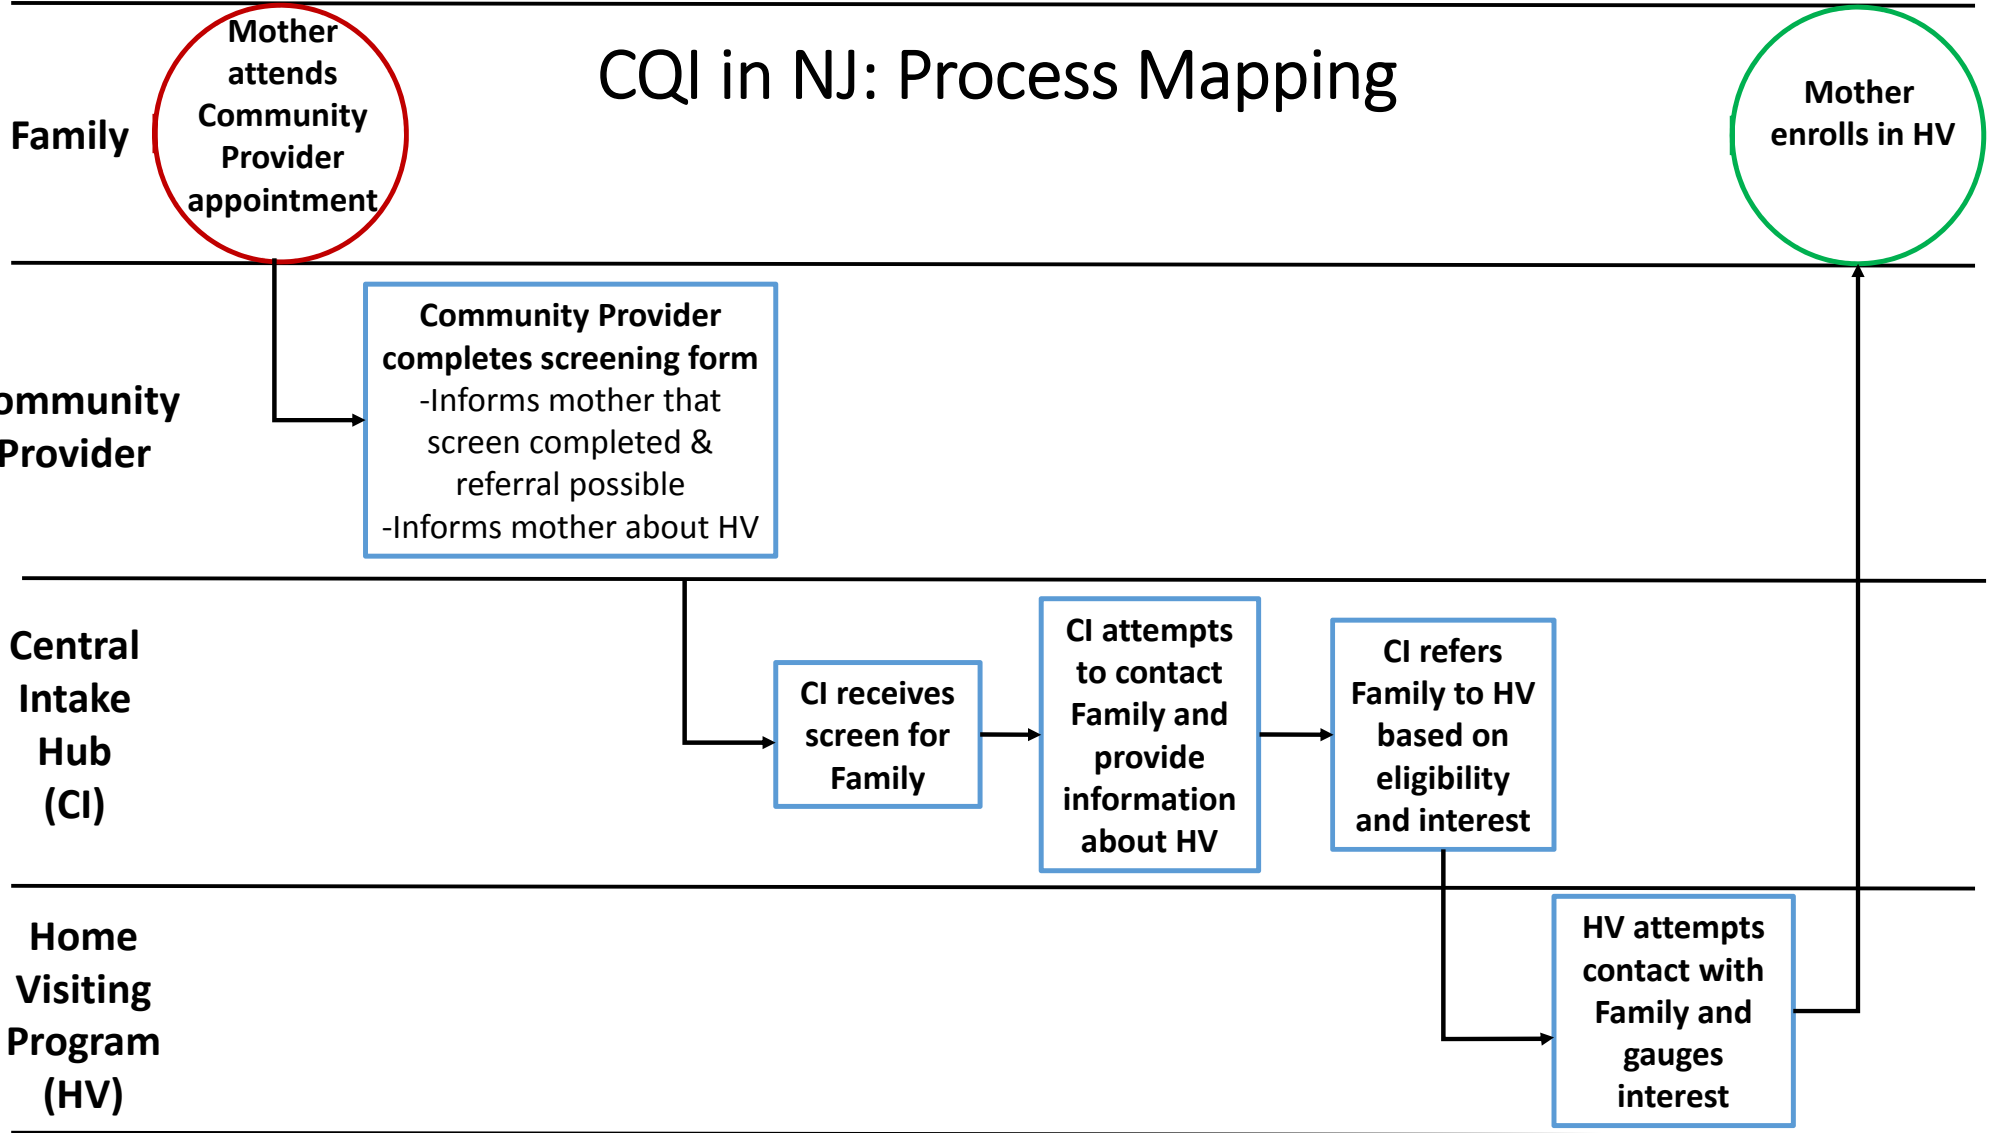 CQI in NJ: Process Mapping
Family
Mother
attends
Community
Provider
appointment
Mother
enrolls in HV
ommunity
Provider
Community Provider
completes screening form
-Informs mother that
screen completed &
referral possible
-Informs mother about HV
Central
Intake
Hub
(CI)
CI receives
screen for
Family
CI attempts
to contact
Family and
provide
information
about HV
CI refers
Family to HV
based on
eligibility
and interest
Home
Visiting
Program
(HV)
HV attempts
contact with
Family and
gauges
interest